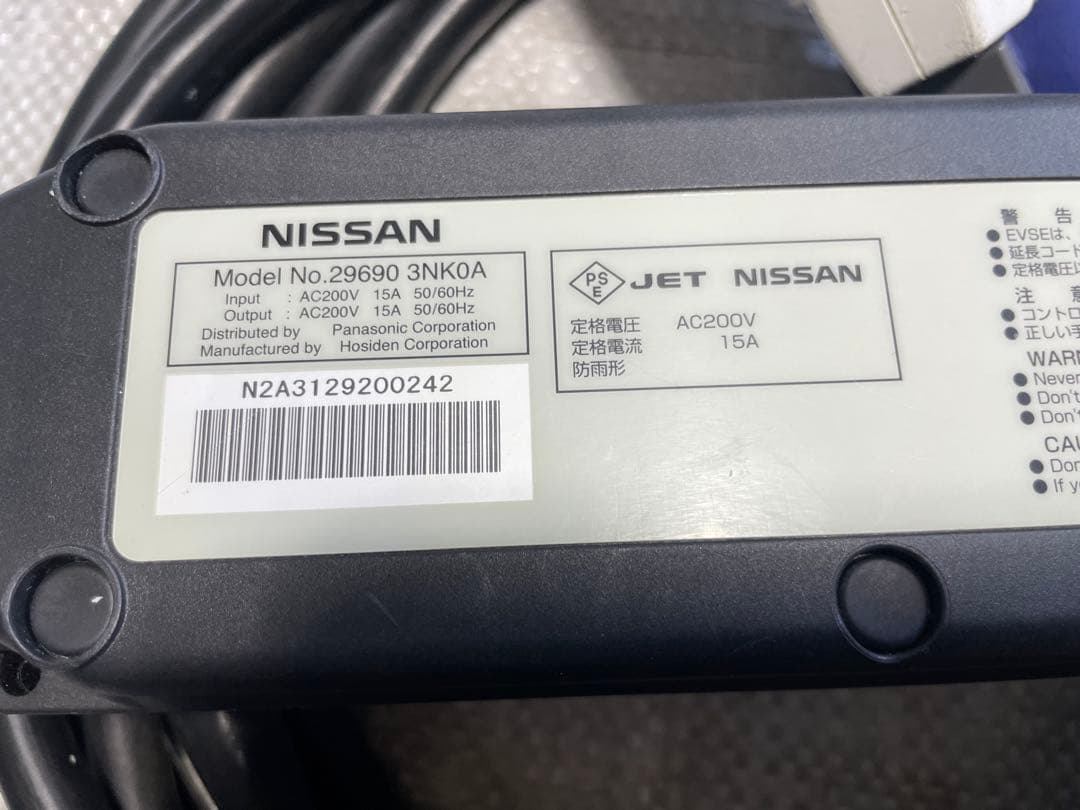 NISSAN
Model No.29690 3NK0A
Input : AC200V 15A 50/60Hz
Output : AC200V 15A 50/60Hz
Distributed by Panasonic Corporation
Manufactured by Hosiden Corporation
N2A3129200242
PS
E
JET NISSAN
定格電圧 AC200V
定格電流 15A
防雨形
警 告
● EVSEは、
● 延長コード
● 定格電圧
注 意
● コントロ
● 正しい手
WARN
● Never
● Don't
● Don'
CAU
● Don
● If y